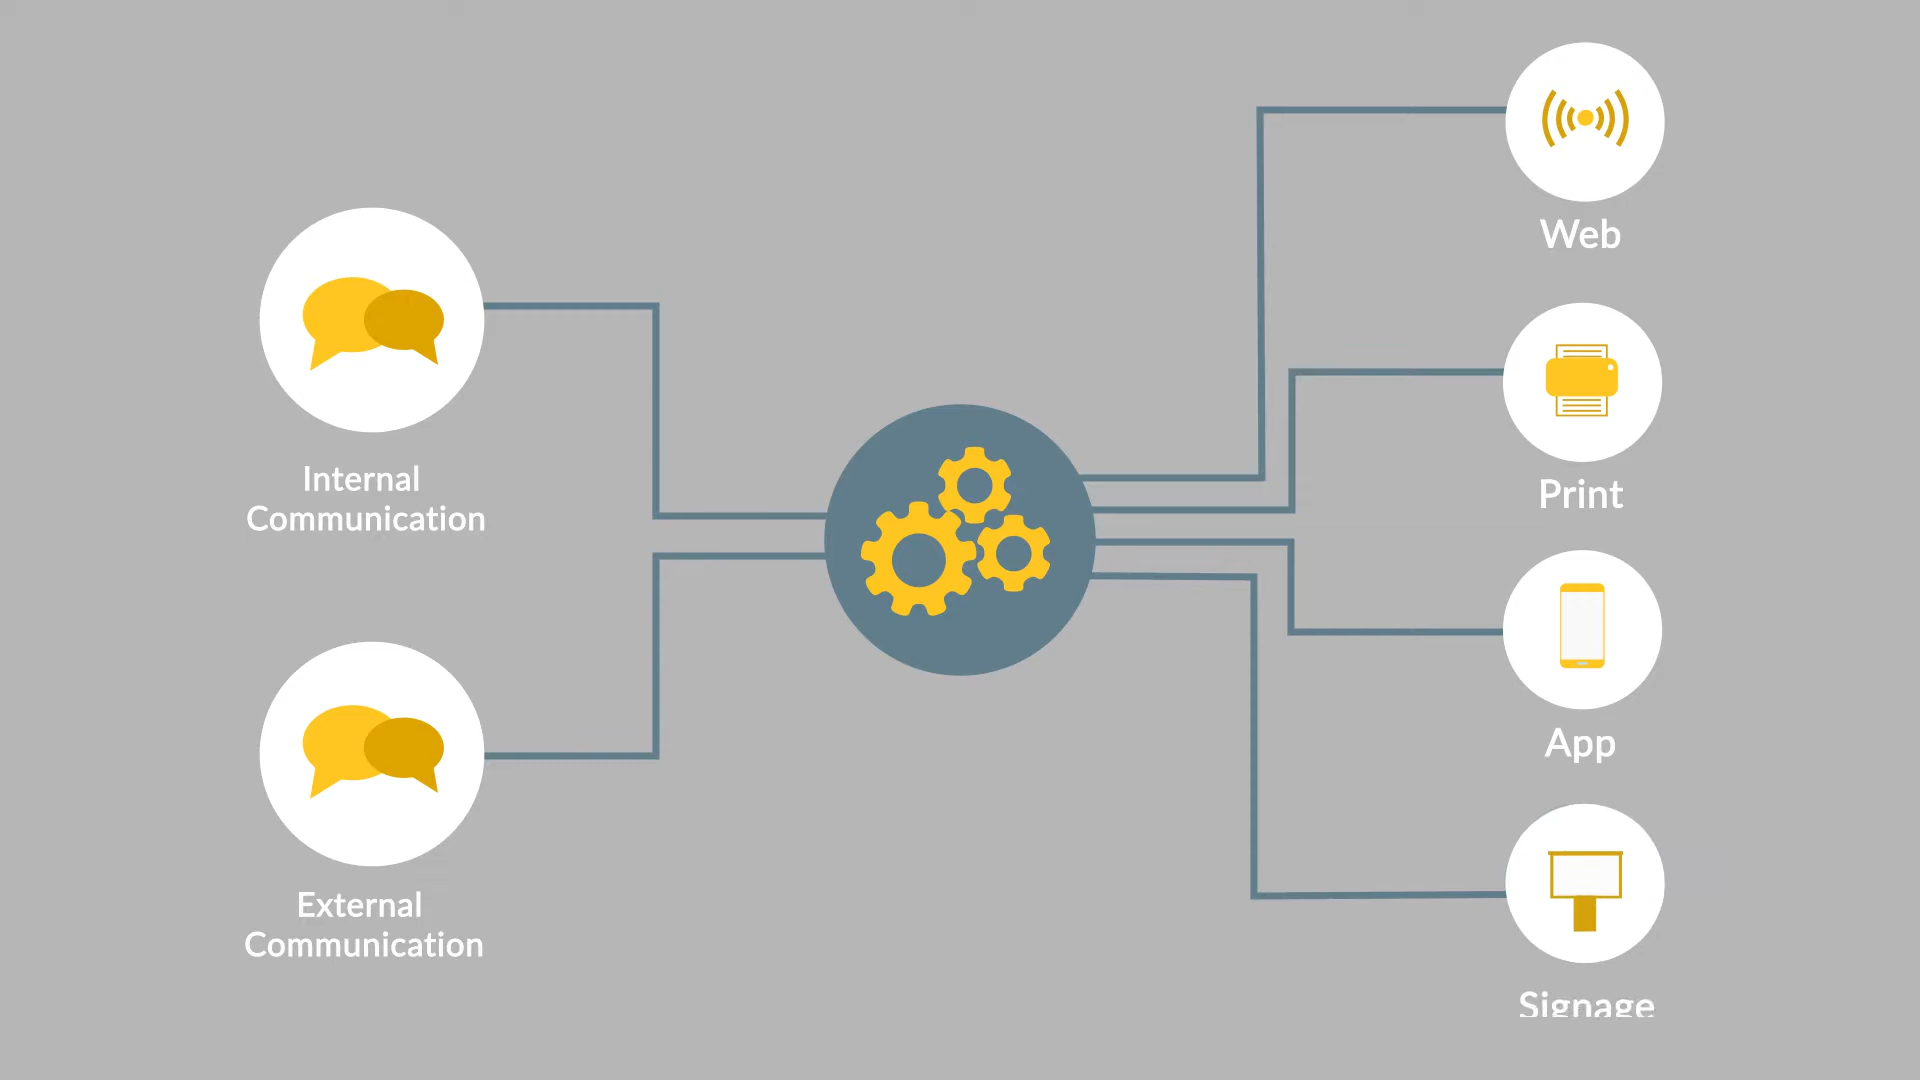 Web
Internal
Communication
Print
App
External
Communication
Signage